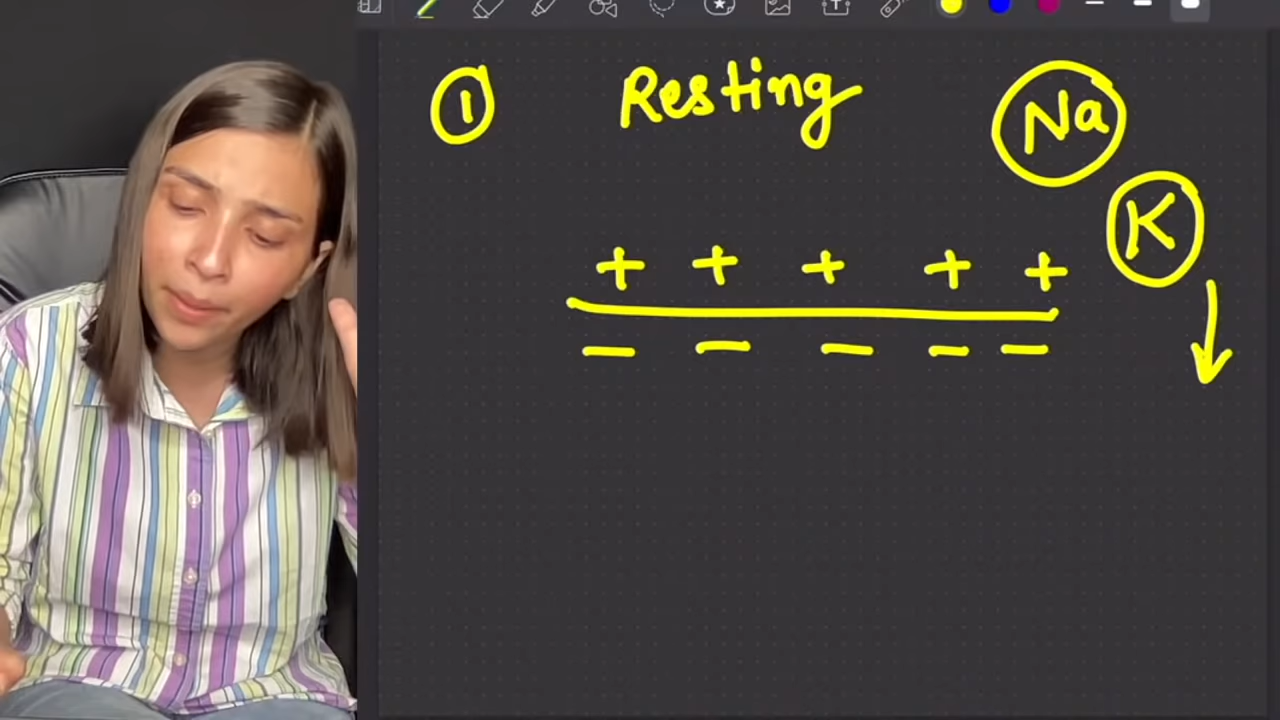 ① Resting Na
K
+ + + + +
− − − − −